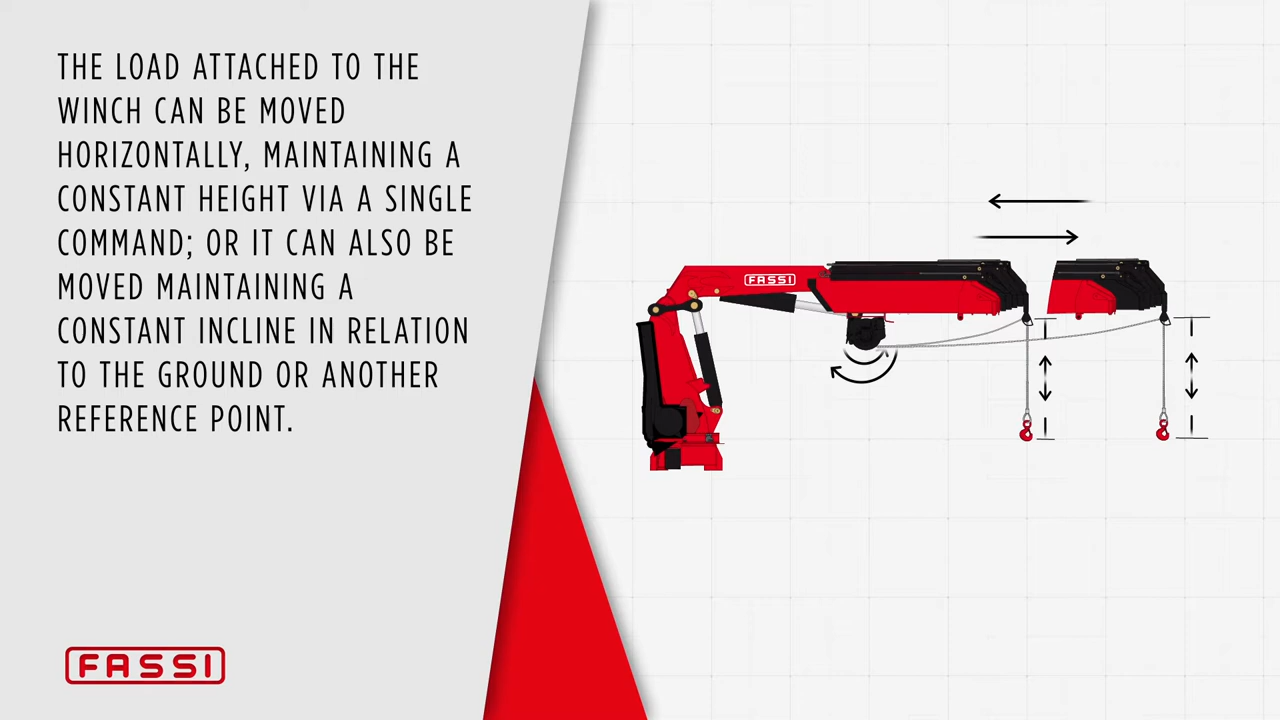 THE LOAD ATTACHED TO THE
WINCH CAN BE MOVED
HORIZONTALLY, MAINTAINING A
CONSTANT HEIGHT VIA A SINGLE
COMMAND; OR IT CAN ALSO BE
MOVED MAINTAINING A
CONSTANT INCLINE IN RELATION
TO THE GROUND OR ANOTHER
REFERENCE POINT.
FASSI
FASSI